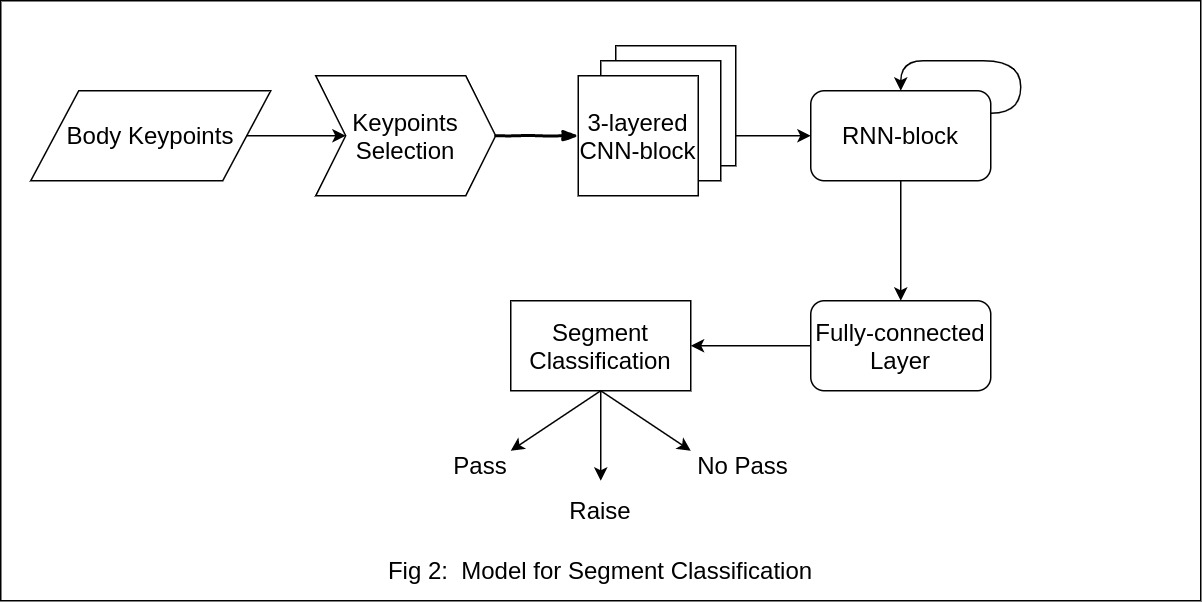 Body Keypoints
Keypoints
Selection
3-layered
CNN-block
RNN-block
Segment
Classification
Fully-connected
Layer
Pass
No Pass
Raise
Fig 2:  Model for Segment Classification